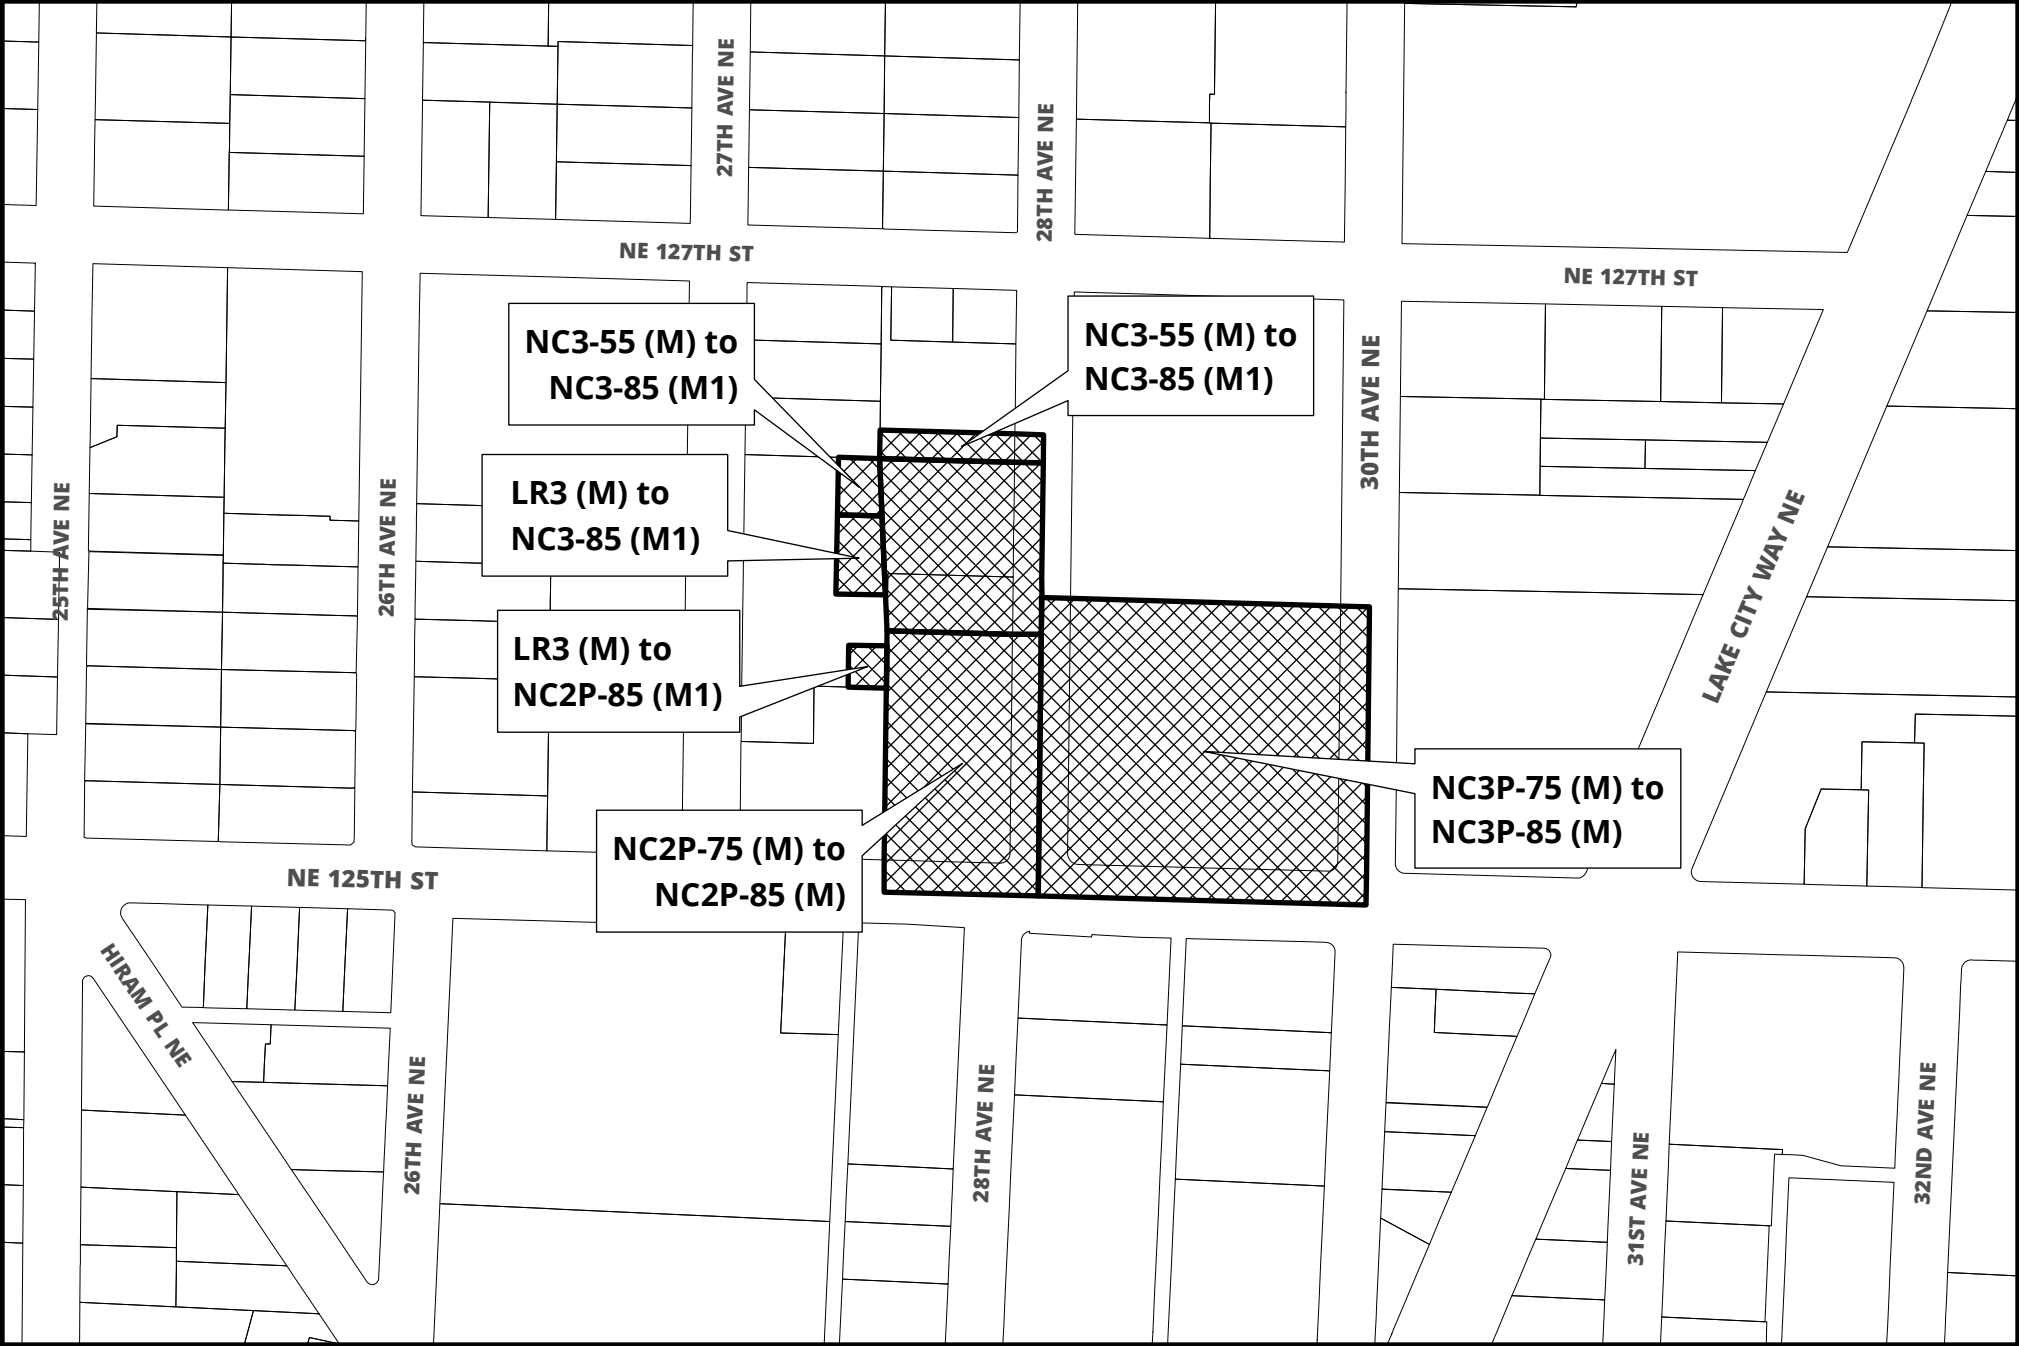 27TH AVE NE
28TH AVE NE
NE 127TH ST
NE 127TH ST
NC3-55 (M) to
NC3-85 (M1)
NC3-55 (M) to
NC3-85 (M1)
30TH AVE NE
25TH AVE NE
26TH AVE NE
LR3 (M) to
NC3-85 (M1)
LAKE CITY WAY NE
LR3 (M) to
NC2P-85 (M1)
NC3P-75 (M) to
NC3P-85 (M)
NC2P-75 (M) to
NC2P-85 (M)
NE 125TH ST
HIRAM PL NE
26TH AVE NE
28TH AVE NE
31ST AVE NE
32ND AVE NE